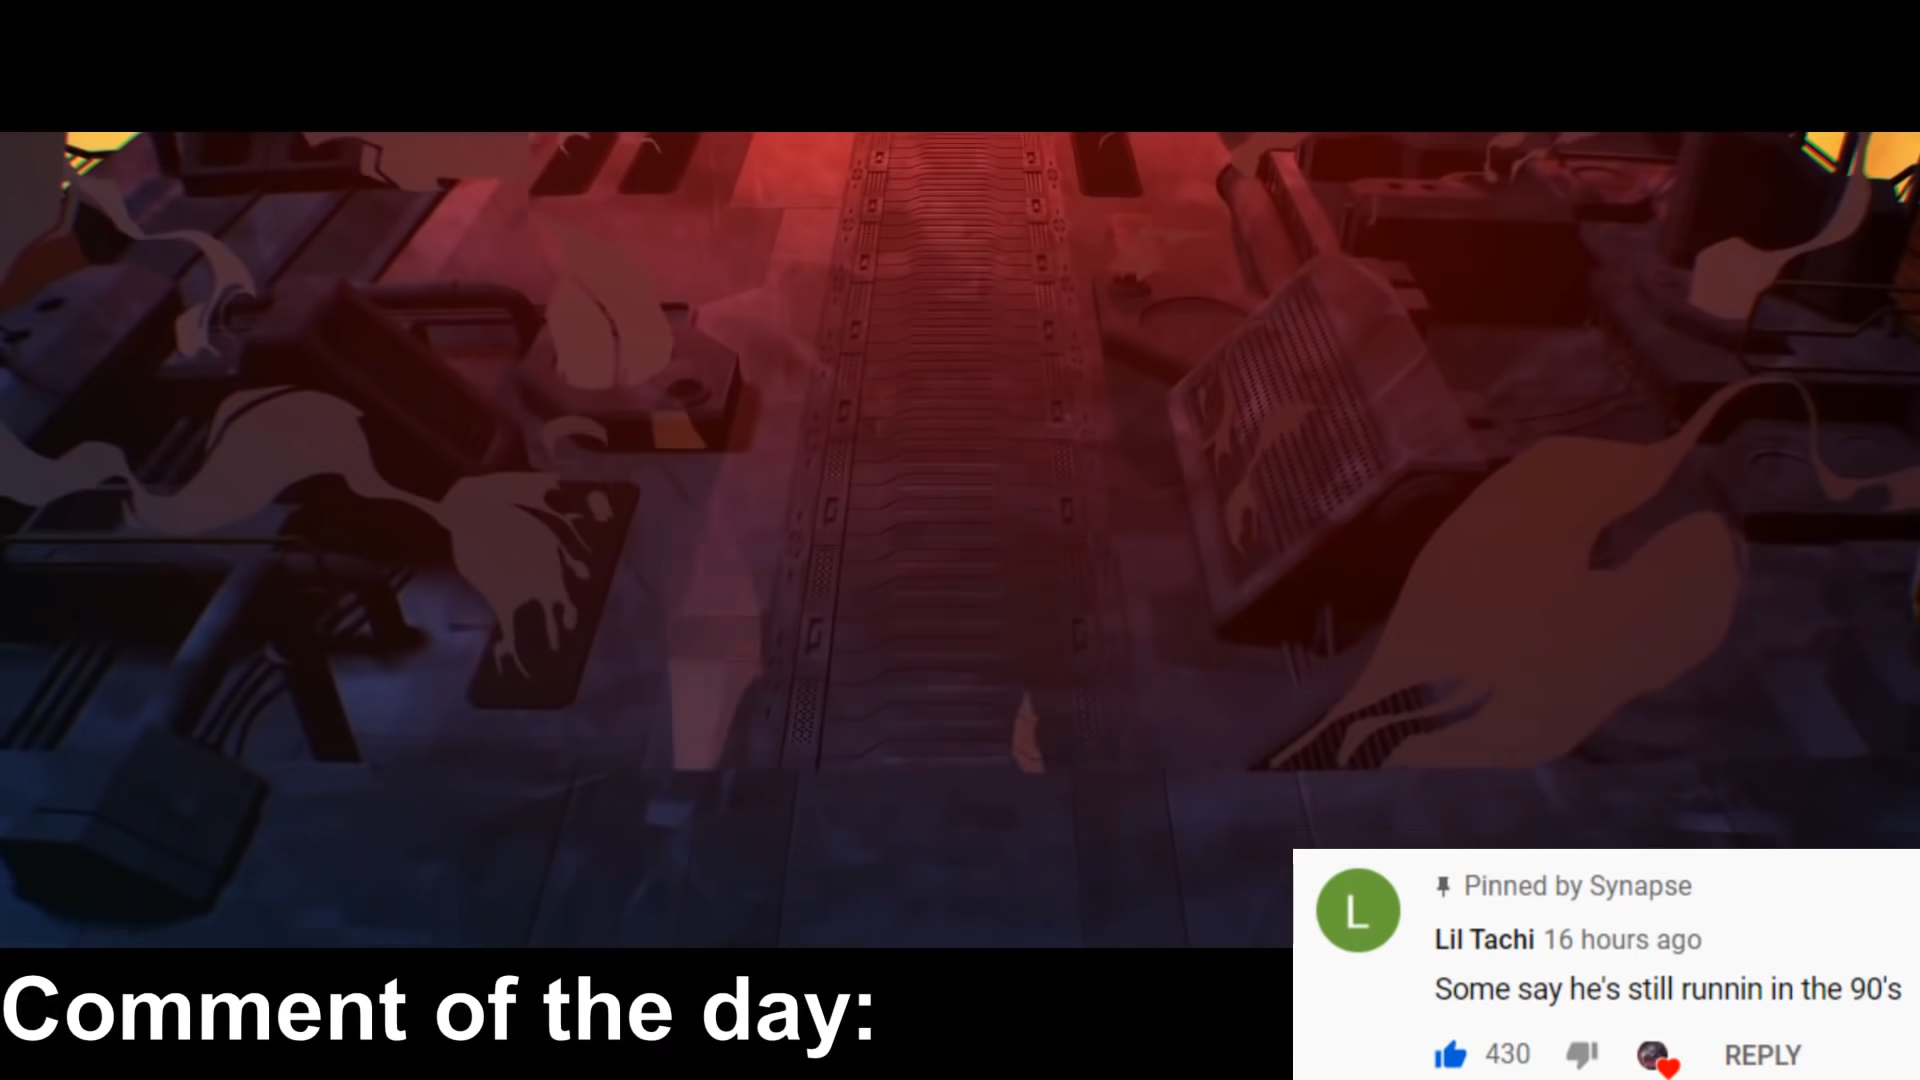 Comment of the day:
L
Pinned by Synapse
Lil Tachi 16 hours ago
Some say he's still runnin in the 90's
430 REPLY